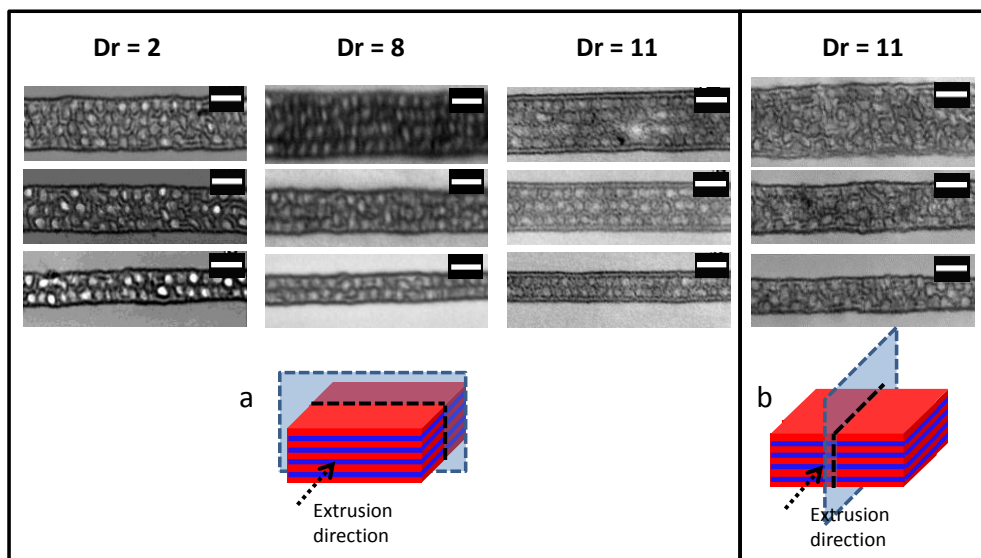 Dr = 2
Dr = 8
Dr = 11
Dr = 11
a
Extrusion
direction
b
Extrusion
direction